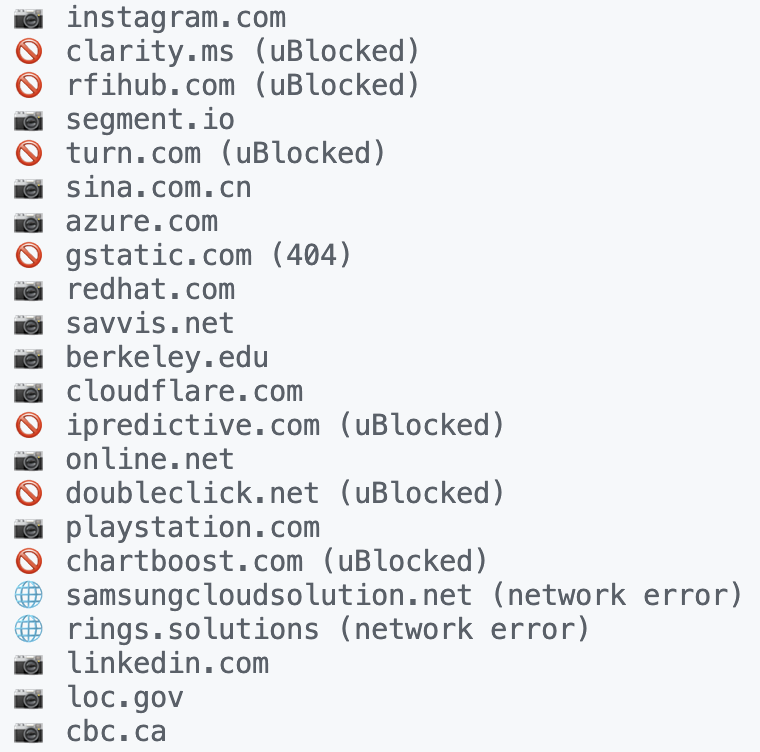 📷 instagram.com
🚫 clarity.ms (uBlocked)
🚫 rfihub.com (uBlocked)
📷 segment.io
🚫 turn.com (uBlocked)
📷 sina.com.cn
📷 azure.com
🚫 gstatic.com (404)
📷 redhat.com
📷 savvis.net
📷 berkeley.edu
📷 cloudflare.com
🚫 ipredictive.com (uBlocked)
📷 online.net
🚫 doubleclick.net (uBlocked)
📷 playstation.com
🚫 chartboost.com (uBlocked)
🌐 samsungcloudsolution.net (network error)
🌐 rings.solutions (network error)
📷 linkedin.com
📷 loc.gov
📷 cbc.ca